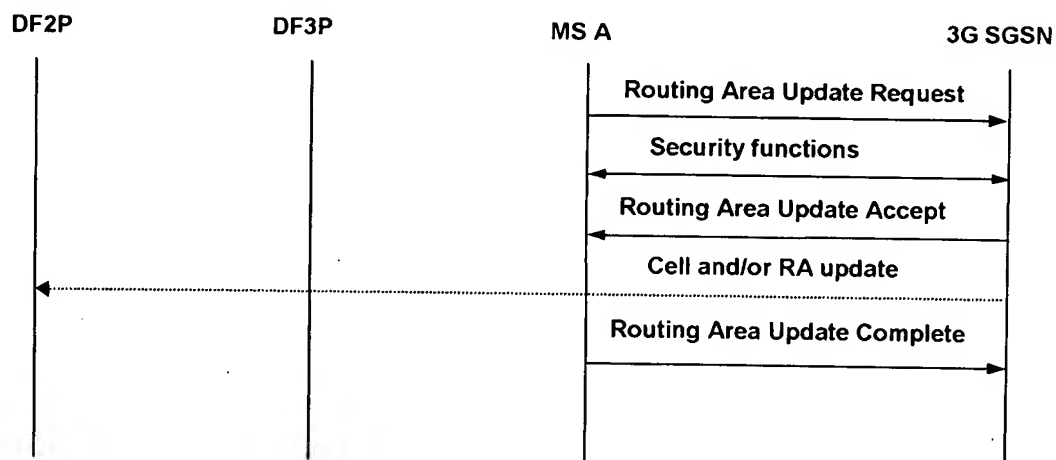 DF2P
DF3P
MS A
3G SGSN
Routing Area Update Request
Security functions
Routing Area Update Accept
Cell and/or RA update
Routing Area Update Complete